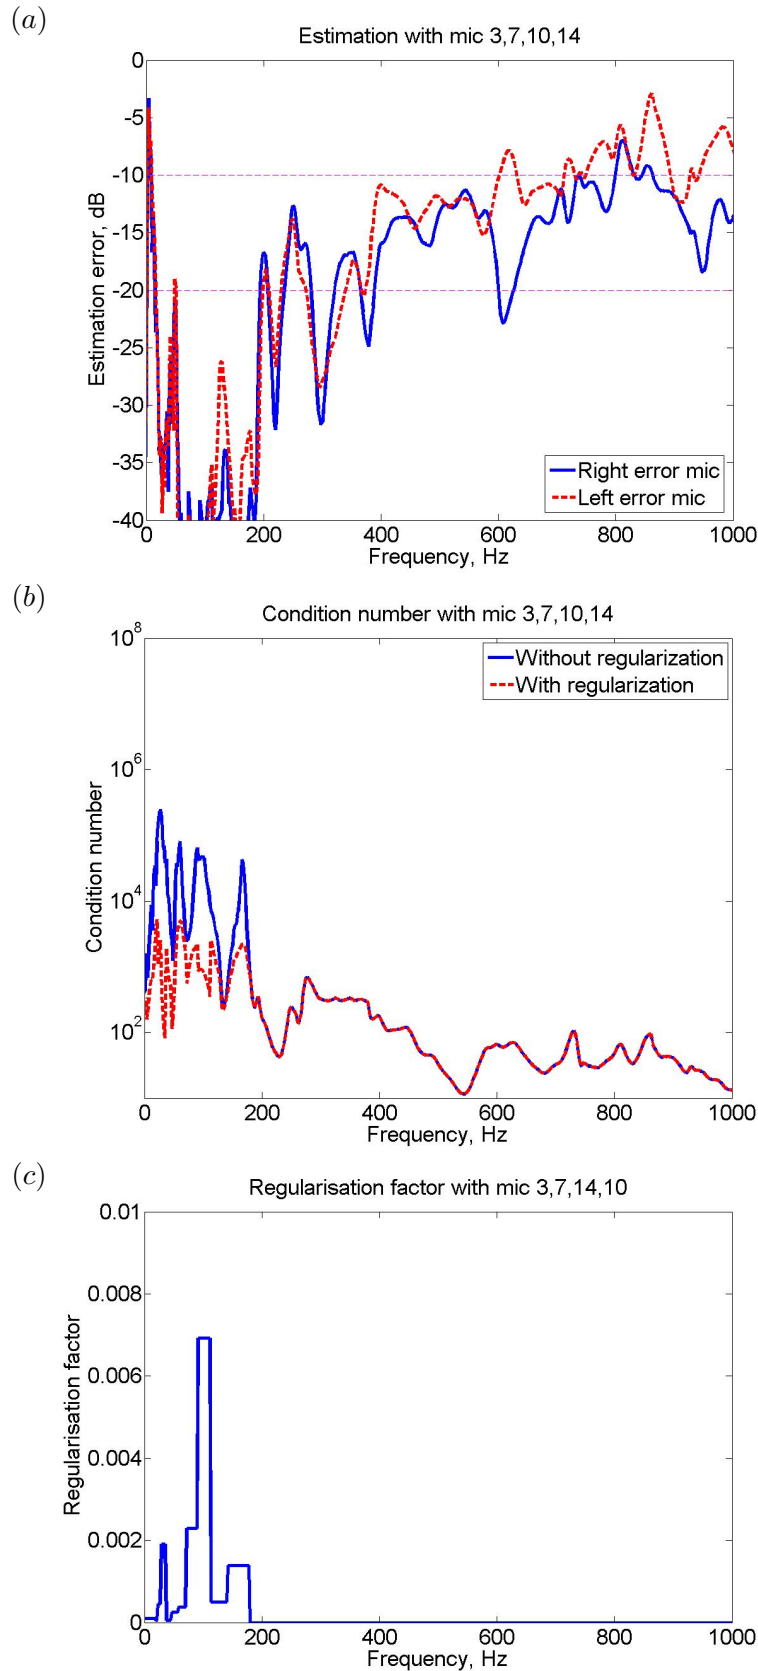 (a)
Estimation with mic 3,7,10,14
Estimation error, dB
0
-5
-10
-15
-20
-25
-30
-35
-40
Right error mic
Left error mic
0 200 400 600 800 1000
Frequency, Hz
(b)
Condition number with mic 3,7,10,14
Condition number
10^8
10^6
10^4
10^2
Without regularization
With regularization
0 200 400 600 800 1000
Frequency, Hz
(c)
Regularisation factor with mic 3,7,14,10
Regularisation factor
0.01
0.008
0.006
0.004
0.002
0
0 200 400 600 800 1000
Frequency, Hz